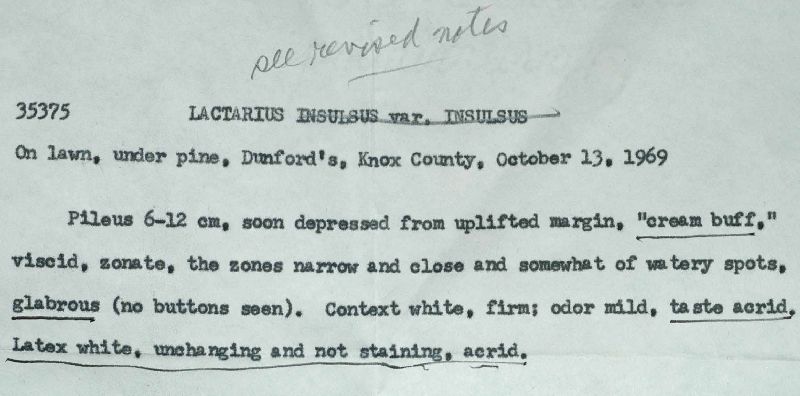 see revised notes
35375 LACTARIUS INSULSUS var. INSULSUS
On lawn, under pine, Dunford's, Knox County, October 13, 1969
Pileus 6-12 cm, soon depressed from uplifted margin, "cream buff,"
viscid, zonate, the zones narrow and close and somewhat of watery spots,
glabrous (no buttons seen). Context white, firm; odor mild, taste acrid.
Latex white, unchanging and not staining, acrid.